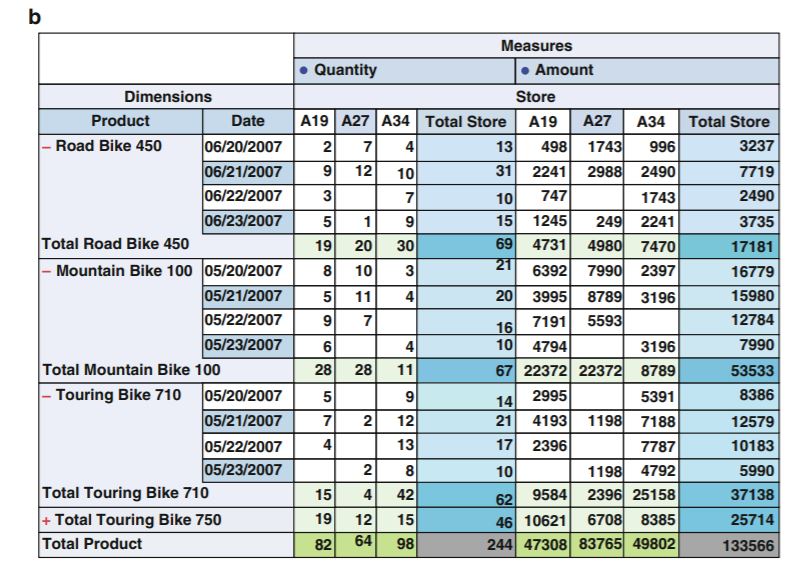 b
Measures
• Quantity • Amount
Dimensions Store
Product Date A19 A27 A34 Total Store A19 A27 A34 Total Store
− Road Bike 450 06/20/2007 2 7 4 13 498 1743 996 3237
06/21/2007 9 12 10 31 2241 2988 2490 7719
06/22/2007 3 7 10 747 1743 2490
06/23/2007 5 1 9 15 1245 249 2241 3735
Total Road Bike 450 19 20 30 69 4731 4980 7470 17181
− Mountain Bike 100 05/20/2007 8 10 3 21 6392 7990 2397 16779
05/21/2007 5 11 4 20 3995 8789 3196 15980
05/22/2007 9 7 16 7191 5593 12784
05/23/2007 6 4 10 4794 3196 7990
Total Mountain Bike 100 28 28 11 67 22372 22372 8789 53533
− Touring Bike 710 05/20/2007 5 9 14 2995 5391 8386
05/21/2007 7 2 12 21 4193 1198 7188 12579
05/22/2007 4 13 17 2396 7787 10183
05/23/2007 2 8 10 1198 4792 5990
Total Touring Bike 710 15 4 42 62 9584 2396 25158 37138
+ Total Touring Bike 750 19 12 15 46 10621 6708 8385 25714
Total Product 82 64 98 244 47308 83765 49802 133566